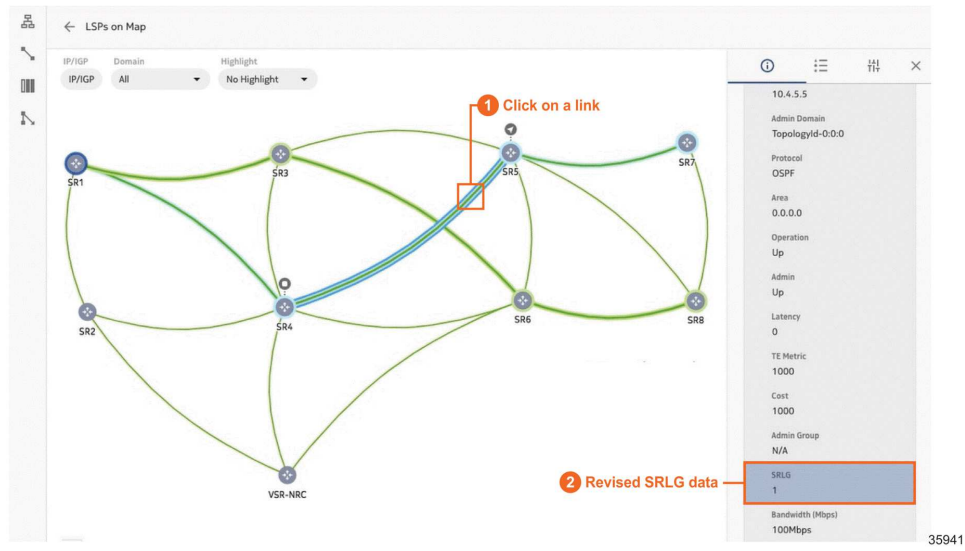 LSPs on Map
IP/IGP
Domain
Highlight
IP/IGP
All
No Highlight
1 Click on a link
SR1
SR3
SR5
SR7
SR2
SR4
SR6
SR8
VSR-NRC
10.4.5.5
Admin Domain
TopologyId-0:0:0
Protocol
OSPF
Area
0.0.0.0
Operation
Up
Admin
Up
Latency
0
TE Metric
1000
Cost
1000
Admin Group
N/A
2 Revised SRLG data
SRLG
1
Bandwidth (Mbps)
100Mbps
35941